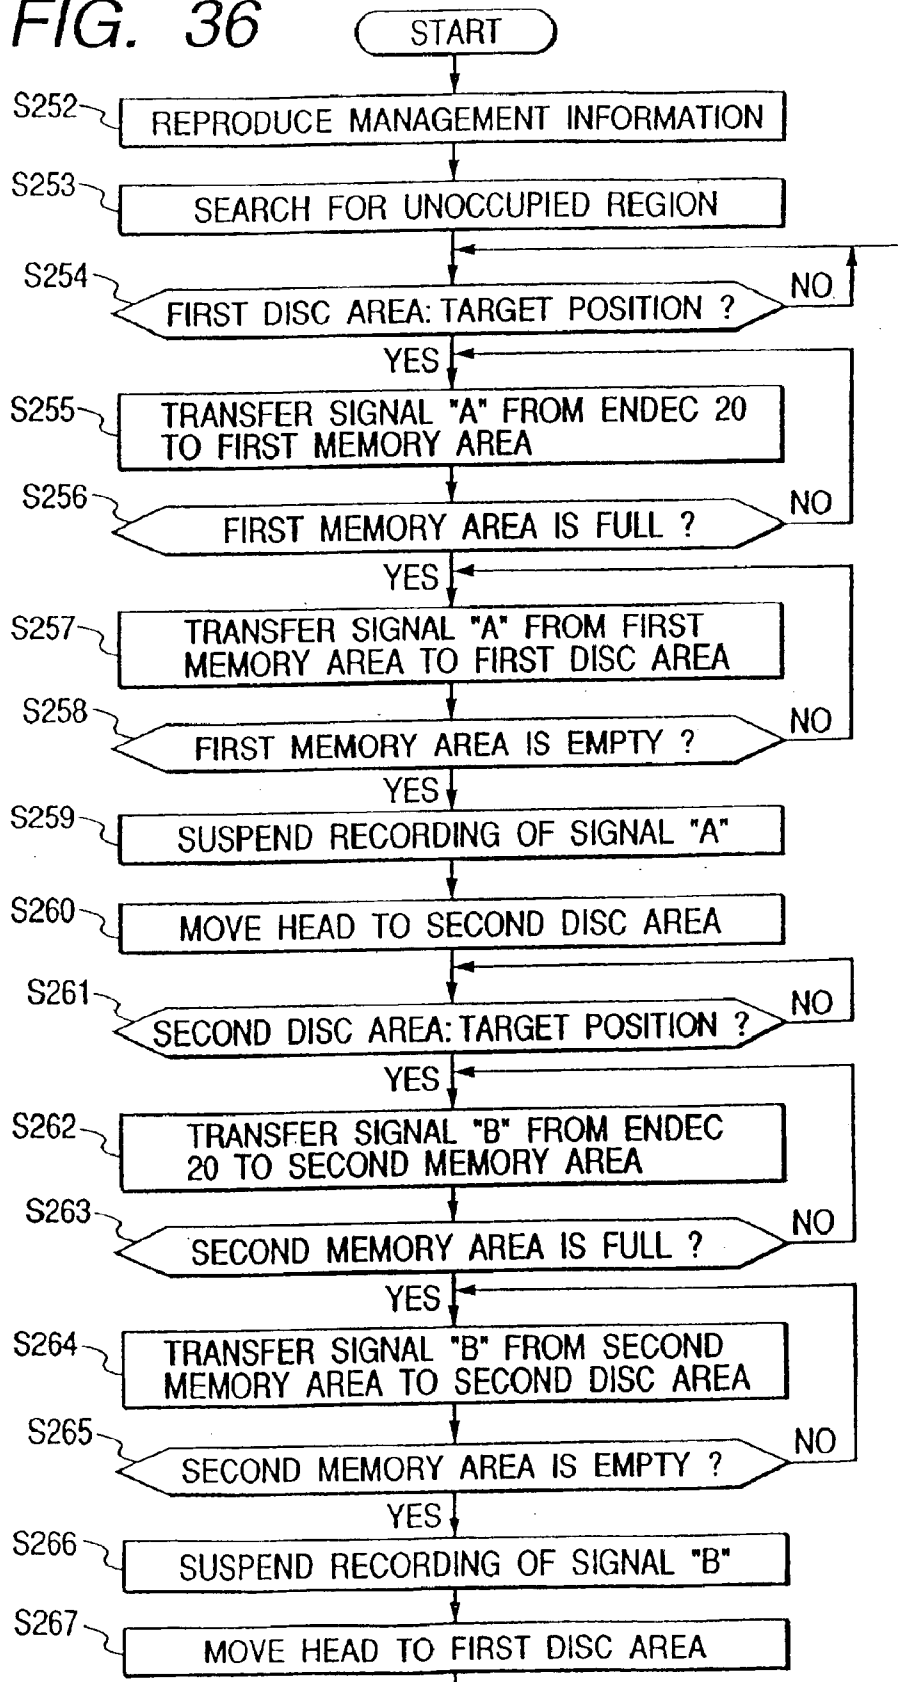 FIG. 36
START
S252
REPRODUCE MANAGEMENT INFORMATION
S253
SEARCH FOR UNOCCUPIED REGION
S254
FIRST DISC AREA: TARGET POSITION ?
NO
YES
S255
TRANSFER SIGNAL "A" FROM ENDEC 20
TO FIRST MEMORY AREA
S256
FIRST MEMORY AREA IS FULL ?
NO
YES
S257
TRANSFER SIGNAL "A" FROM FIRST
MEMORY AREA TO FIRST DISC AREA
S258
FIRST MEMORY AREA IS EMPTY ?
NO
YES
S259
SUSPEND RECORDING OF SIGNAL "A"
S260
MOVE HEAD TO SECOND DISC AREA
S261
SECOND DISC AREA: TARGET POSITION ?
NO
YES
S262
TRANSFER SIGNAL "B" FROM ENDEC
20 TO SECOND MEMORY AREA
S263
SECOND MEMORY AREA IS FULL ?
NO
YES
S264
TRANSFER SIGNAL "B" FROM SECOND
MEMORY AREA TO SECOND DISC AREA
S265
SECOND MEMORY AREA IS EMPTY ?
NO
YES
S266
SUSPEND RECORDING OF SIGNAL "B"
S267
MOVE HEAD TO FIRST DISC AREA